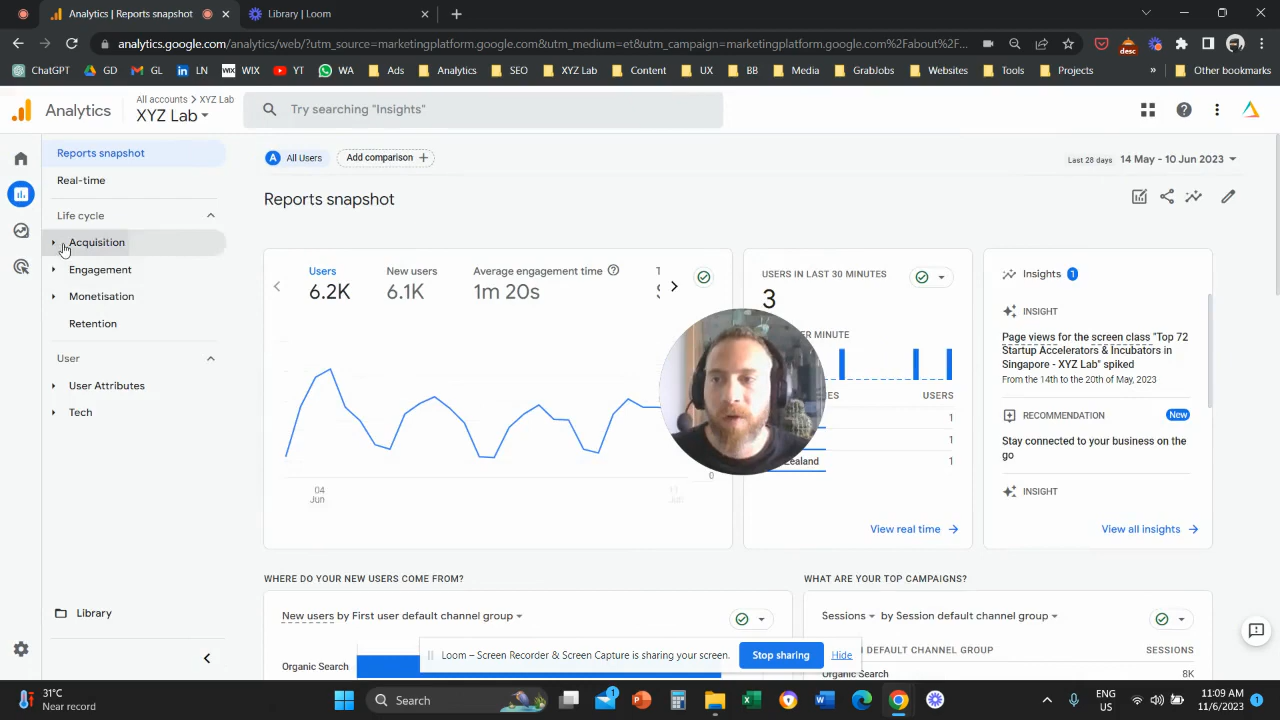 Analytics | Reports snapshot
Library | Loom
analytics.google.com/analytics/web/?utm_source=marketingplatform.google.com&utm_medium=et&utm_campaign=marketingplatform.google.com%2Fabout%2F...
desc
ChatGPT GD GL LN WIX YT WA Ads Analytics SEO XYZ Lab Content UX BB Media GrabJobs Websites Tools Projects » Other bookmarks
Analytics
All accounts > XYZ Lab
XYZ Lab
Try searching "Insights"
Reports snapshot
Real-time
Life cycle
Acquisition
Engagement
Monetisation
Retention
User
User Attributes
Tech
Library
A All Users
Add comparison +
Last 28 days 14 May - 10 Jun 2023
Reports snapshot
Users
6.2K
New users
6.1K
Average engagement time
1m 20s
04
Jun
11
Jun
0
USERS IN LAST 30 MINUTES
3
ER MINUTE
ES USERS
1
1
Zealand 1
View real time
Insights 1
INSIGHT
Page views for the screen class "Top 72
Startup Accelerators & Incubators in
Singapore - XYZ Lab" spiked
From the 14th to the 20th of May, 2023
RECOMMENDATION New
Stay connected to your business on the
go
INSIGHT
View all insights
WHERE DO YOUR NEW USERS COME FROM?
New users by First user default channel group
Organic Search
WHAT ARE YOUR TOP CAMPAIGNS?
Sessions by Session default channel group
DEFAULT CHANNEL GROUP SESSIONS
Organic Search 8K
Loom – Screen Recorder & Screen Capture is sharing your screen.
Stop sharing
Hide
31°C
Near record
Search
1
ENG
US
11:09 AM
11/6/2023